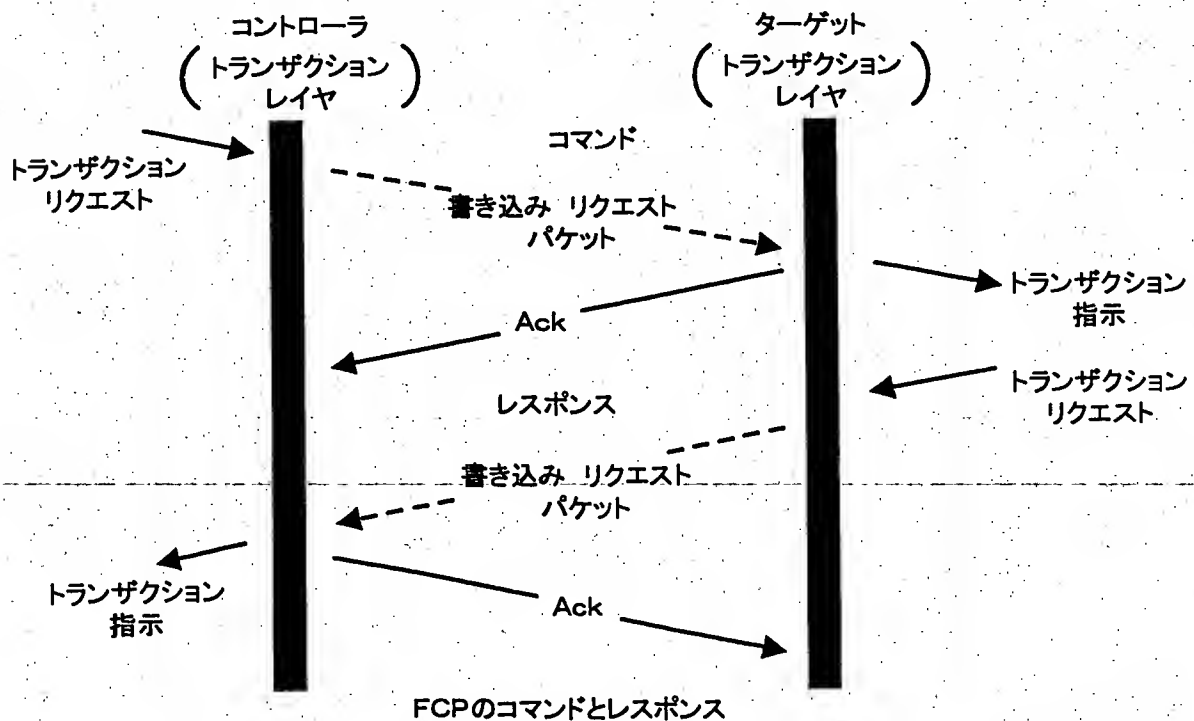 コントローラ
(トランザクション
レイヤ)
ターゲット
(トランザクション
レイヤ)
コマンド
トランザクション
リクエスト
書き込み リクエスト
パケット
トランザクション
指示
Ack
トランザクション
リクエスト
レスポンス
書き込み リクエスト
パケット
トランザクション
指示
Ack
FCPのコマンドとレスポンス